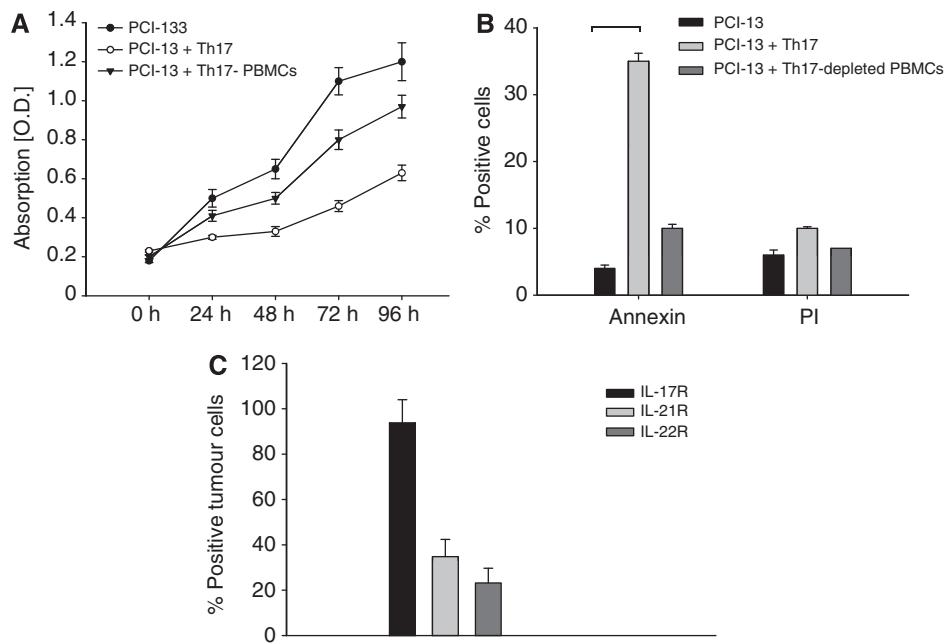 A
Absorption [O.D.]
1.4
1.2
1.0
0.8
0.6
0.4
0.2
0
0 h 24 h 48 h 72 h 96 h
PCI-133
PCI-13 + Th17
PCI-13 + Th17- PBMCs
B
% Positive cells
40
30
20
10
0
Annexin PI
PCI-13
PCI-13 + Th17
PCI-13 + Th17-depleted PBMCs
C
% Positive tumour cells
120
100
80
60
40
20
0
IL-17R
IL-21R
IL-22R